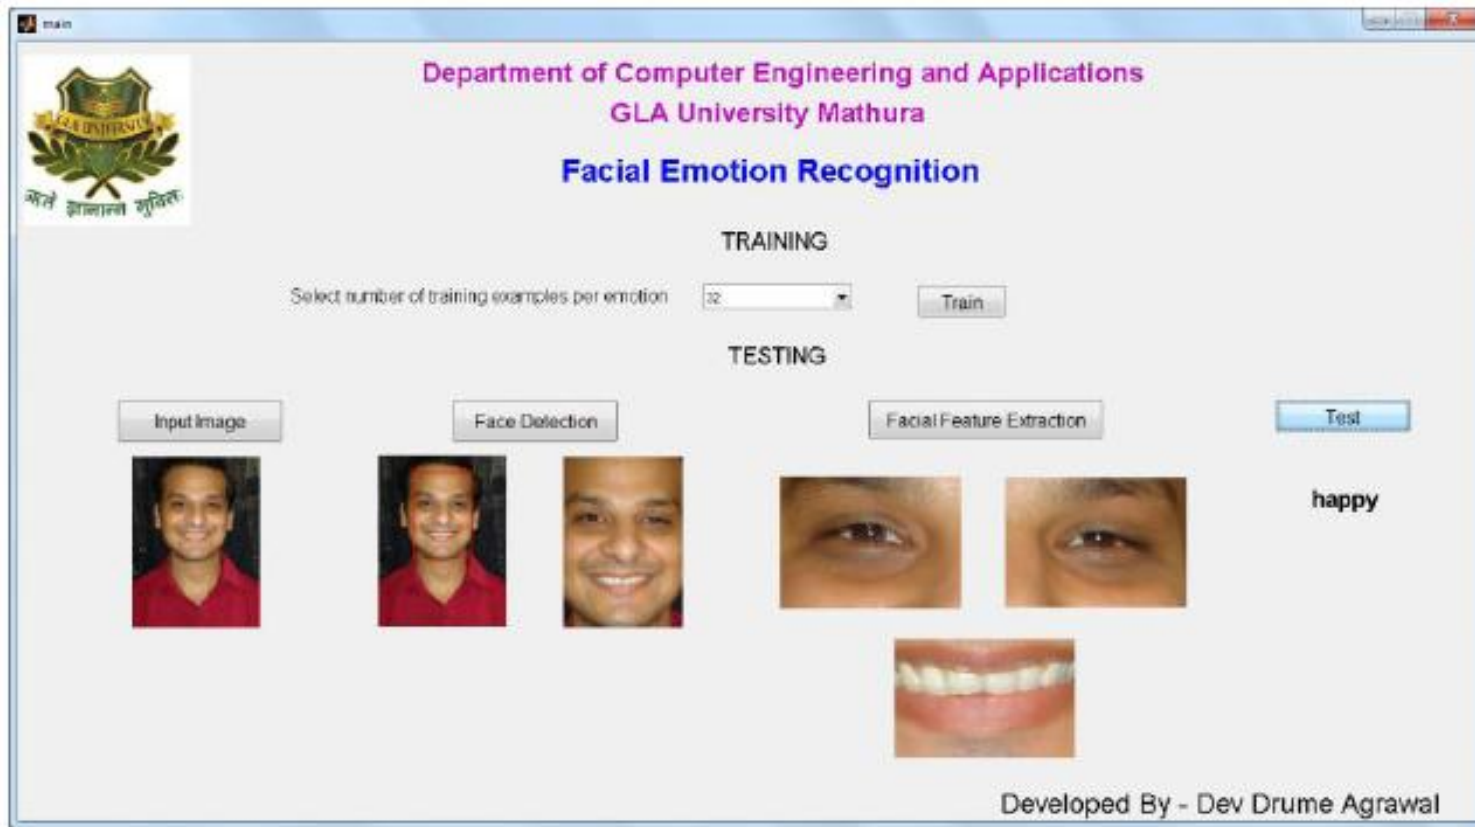 main
Department of Computer Engineering and Applications
GLA University Mathura
GLA UNIVERSITY
Facial Emotion Recognition
TRAINING
Select number of training examples per emotion
32
Train
TESTING
Input Image
Face Detection
Facial Feature Extraction
Test
happy
Developed By - Dev Drume Agrawal